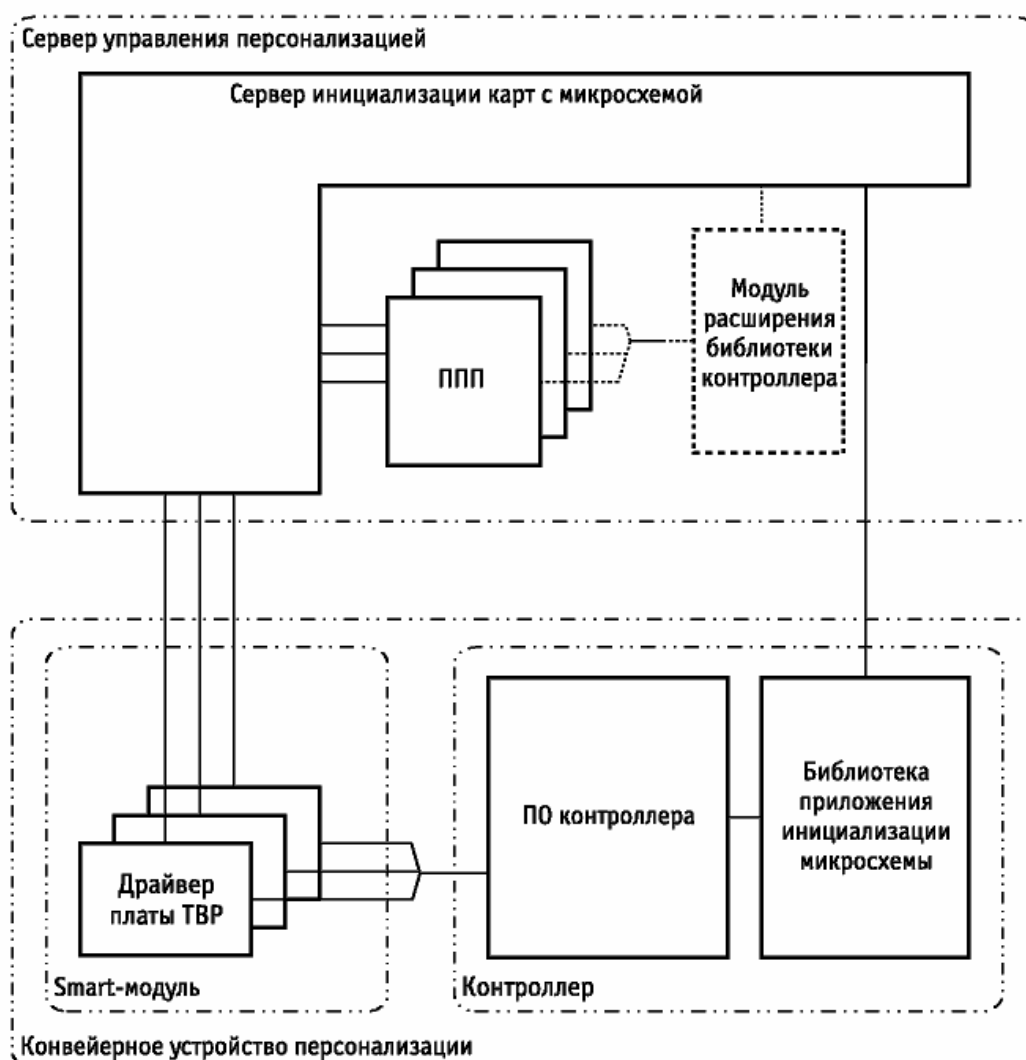 Сервер управления персонализацией
Сервер инициализации карт с микросхемой
Модуль
расширения
библиотеки
контроллера
ППП
ПО контроллера
Библиотека
приложения
инициализации
микросхемы
Драйвер
платы ТВР
Smart-модуль
Контроллер
Конвейерное устройство персонализации